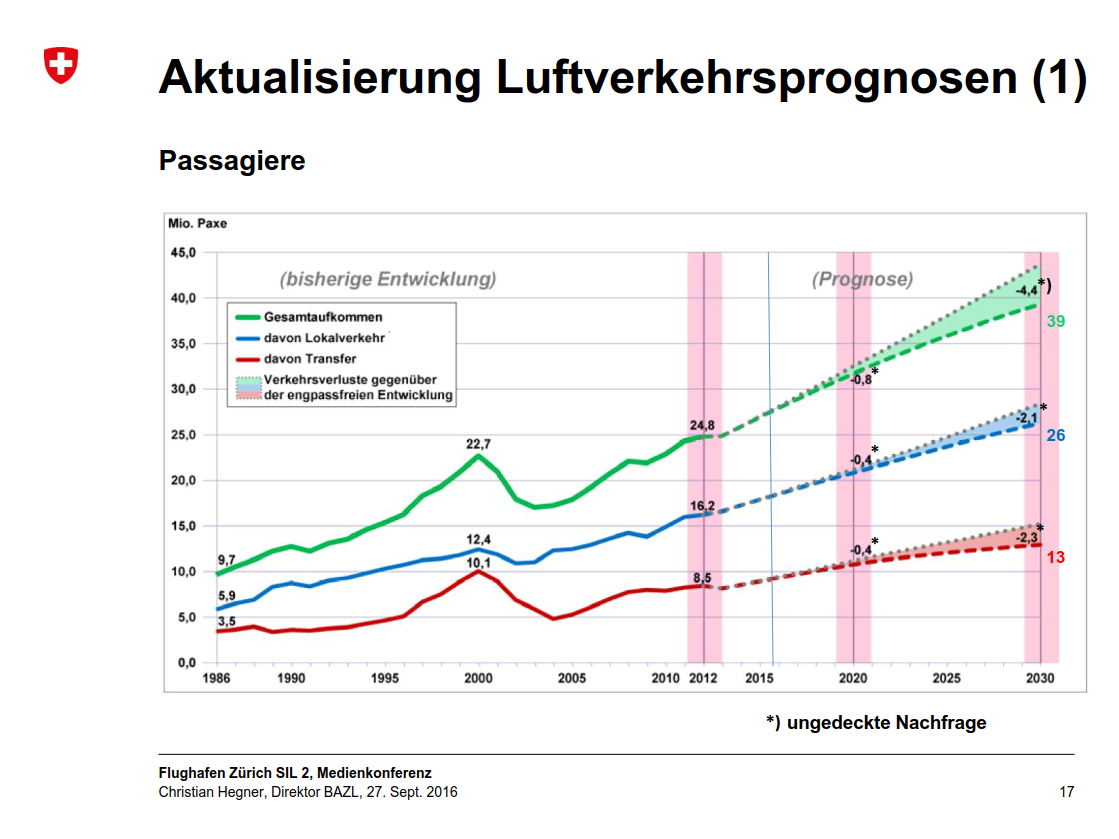 Aktualisierung Luftverkehrsprognosen (1)
Passagiere
Mio. Paxe
45,0
40,0
35,0
30,0
25,0
20,0
15,0
10,0
5,0
0,0
(bisherige Entwicklung)
(Prognose)
Gesamtaufkommen
davon Lokalverkehr
davon Transfer
Verkehrsverluste gegenüber
der engpassfreien Entwicklung
-4,4 *)
39
-0,8 *
24,8
22,7
*
-2,1
26
-0,4 *
16,2
12,4
10,1
*
-2,3
13
-0,4 *
8,5
9,7
5,9
3,5
1986 1990 1995 2000 2005 2010 2012 2015 2020 2025 2030
*) ungedeckte Nachfrage
Flughafen Zürich SIL 2, Medienkonferenz
Christian Hegner, Direktor BAZL, 27. Sept. 2016
17